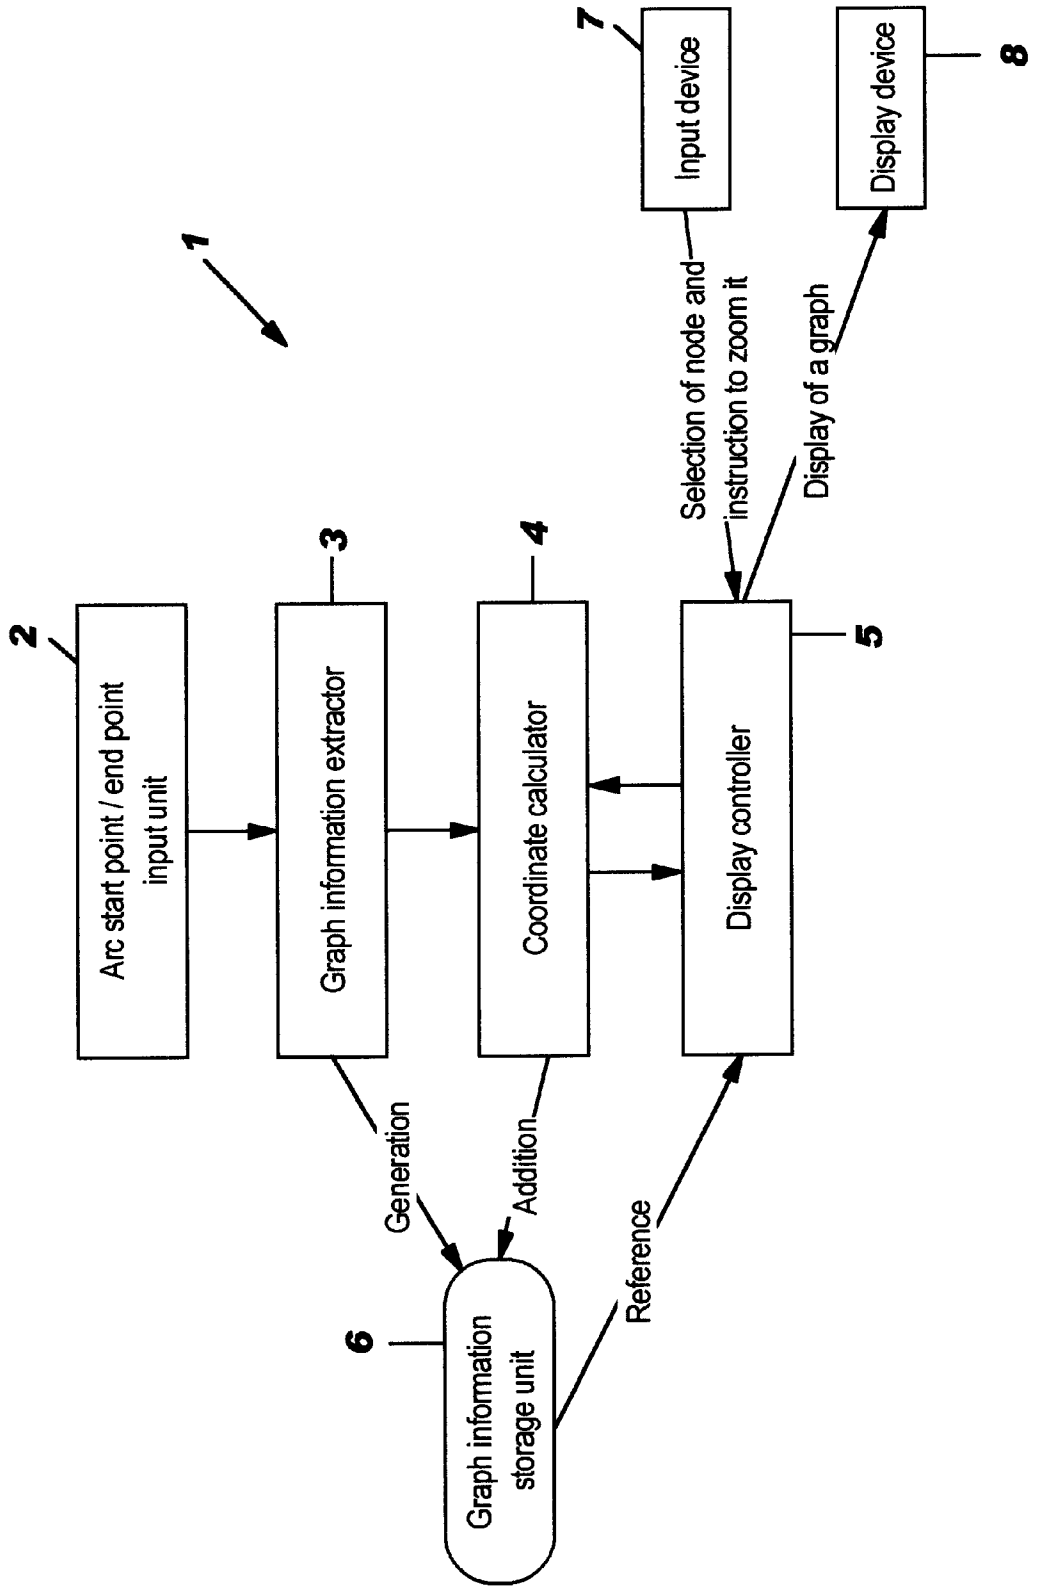 1
2
Arc start point / end point
input unit
3
Graph information extractor
Generation
4
Coordinate calculator
Addition
6
Graph information
storage unit
Reference
Display controller
5
7
Input device
Selection of node and
instruction to zoom it
Display of a graph
Display device
8